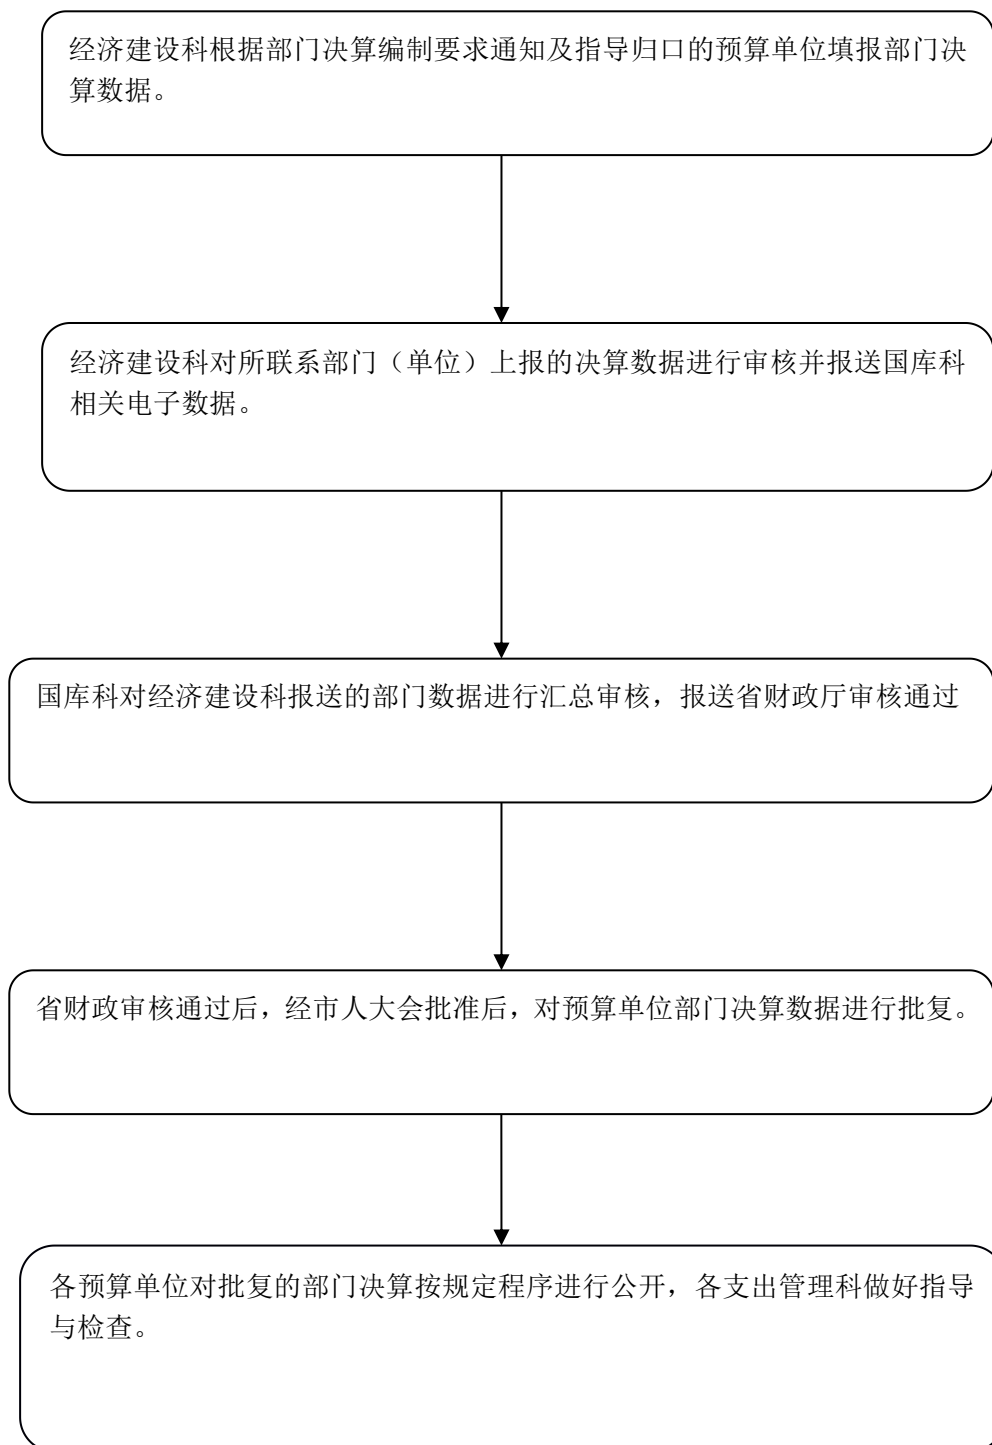 经济建设科根据部门决算编制要求通知及指导归口的预算单位填报部门决
算数据。
经济建设科对所联系部门（单位）上报的决算数据进行审核并报送国库科
相关电子数据。
国库科对经济建设科报送的部门数据进行汇总审核，报送省财政厅审核通过
省财政审核通过后，经市人大会批准后，对预算单位部门决算数据进行批复。
各预算单位对批复的部门决算按规定程序进行公开，各支出管理科做好指导
与检查。